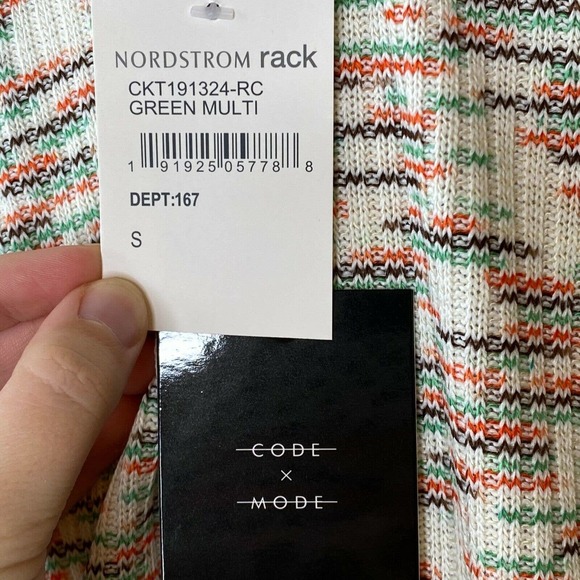 NORDSTROM rack
CKT191324-RC
GREEN MULTI
1 91925 05778 8
DEPT:167
S
CODE
×
MODE